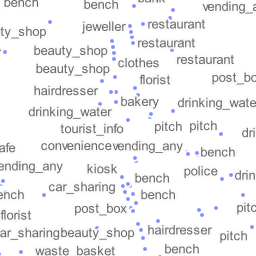 bench
bench
bank
vending_a
ty_shop
jeweller
restaurant
restaurant
beauty_shop
clothes
restaurant
beauty_shop
florist
post_bo
hairdresser
bakery
drinking_wate
drinking_water
tourist_info
pitch
pitch
dri
afe
convenience
vending_any
bench
ending_any
kiosk
police
drin
bench
car_sharing
bench
ench
post_box
pitc
florist
ar_sharing
beauty_shop
hairdresser
pitch
waste_basket
bench